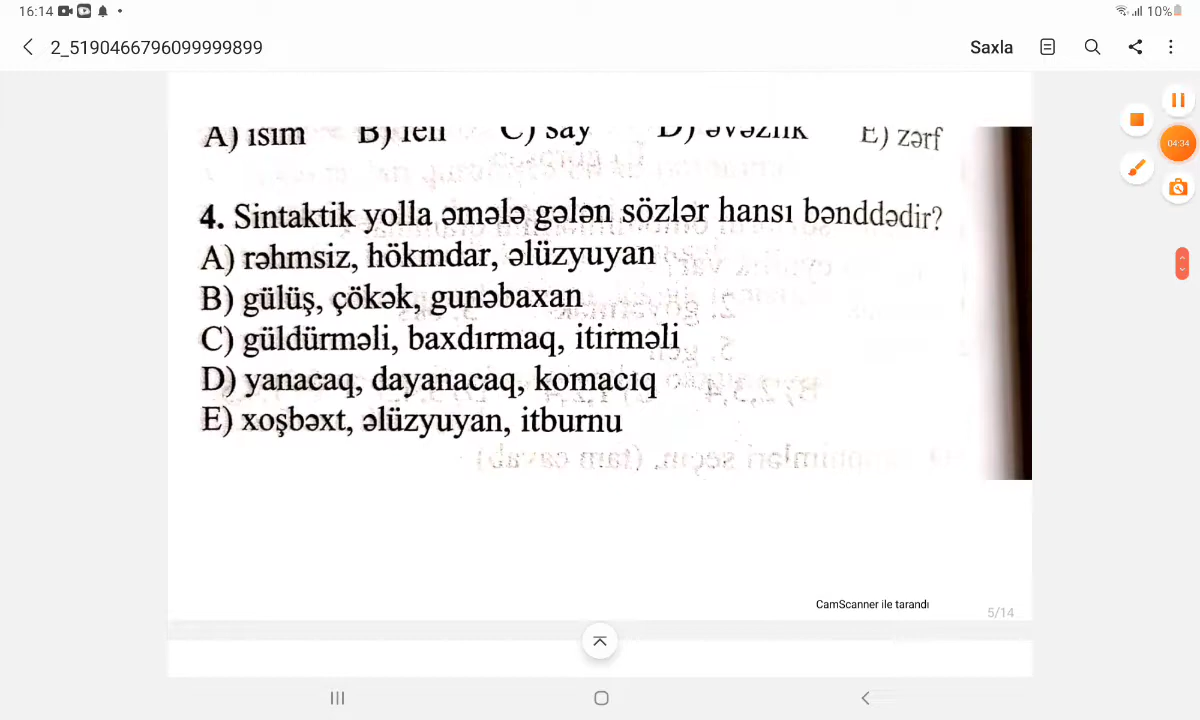 16:14
10%
2_5190466796099999899
Saxla
A) isim B) feil C) say D) əvəzlik E) zərf
04:34
4. Sintaktik yolla əmələ gələn sözlər hansı bənddədir?
A) rəhmsiz, hökmdar, əlüzyuyan
B) gülüş, çökək, gunəbaxan
C) güldürməli, baxdırmaq, itirməli
D) yanacaq, dayanacaq, komacıq
E) xoşbəxt, əlüzyuyan, itburnu
CamScanner ile tarandı
5/14